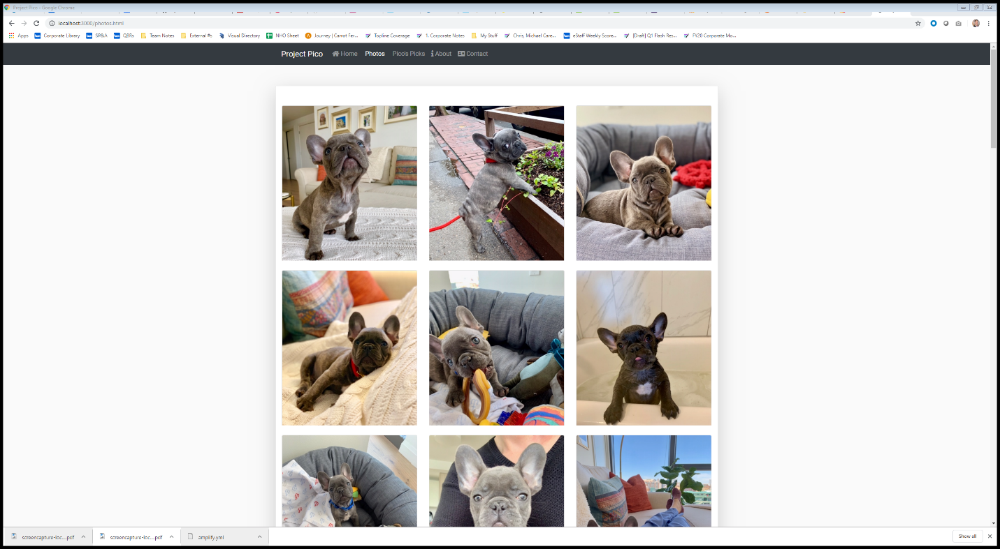 Project Pico - Google Chrome
localhost:3000/photos.html
Apps Corporate Library SP&A QBRs Team Notes External #s Visual Directory NHO Sheet Journey | Carrot Fer... Topline Coverage 1. Corporate Notes My Stuff Chris, Michael Care... eStaff Weekly Score... [Draft] Q1 Flash Res... FY20 Corporate Mo...
Project Pico Home Photos Pico's Picks About Contact
screencapture-loc....pdf screencapture-loc....pdf amplify.yml Show all